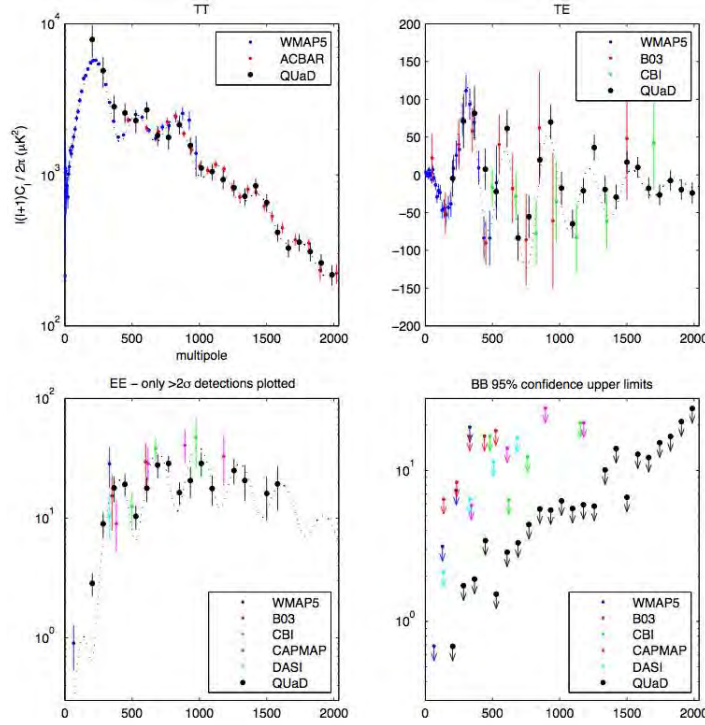 TT
TE
10⁴
10³
10²
l(l+1)Cₗ / 2π (μK²)
WMAP5
ACBAR
QUaD
0
500
1000
1500
2000
multipole
200
150
100
50
0
−50
−100
−150
−200
WMAP5
B03
CBI
QUaD
0
500
1000
1500
2000
EE − only >2σ detections plotted
10²
10¹
10⁰
WMAP5
B03
CBI
CAPMAP
DASI
QUaD
0
500
1000
1500
2000
BB 95% confidence upper limits
10¹
10⁰
WMAP5
B03
CBI
CAPMAP
DASI
QUaD
0
500
1000
1500
2000